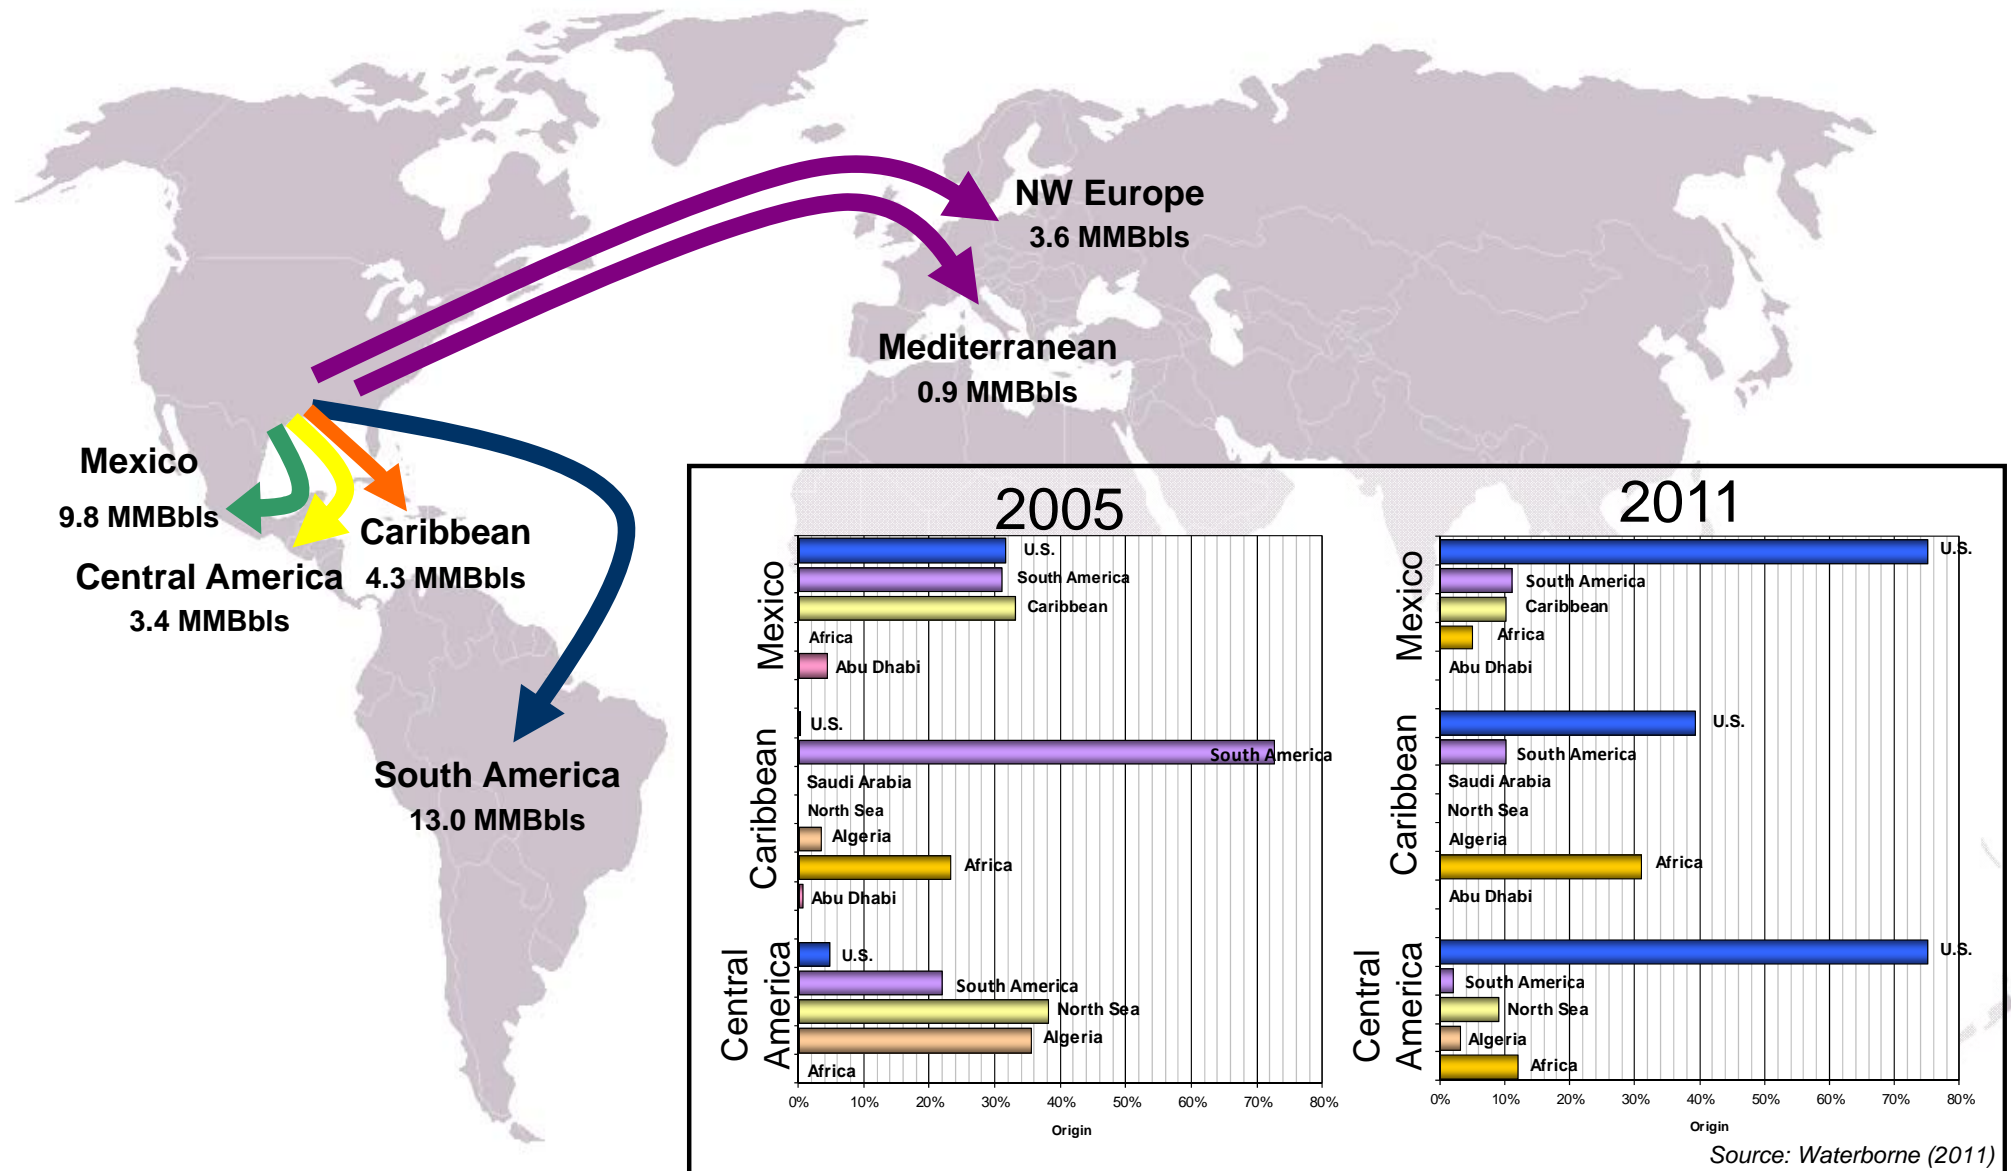 NW Europe
3.6 MMBbls
Mediterranean
0.9 MMBbls
Mexico
9.8 MMBbls
Caribbean
4.3 MMBbls
Central America
3.4 MMBbls
South America
13.0 MMBbls
2005
Mexico
U.S.
South America
Caribbean
Africa
Abu Dhabi
Caribbean
U.S.
South America
Saudi Arabia
North Sea
Algeria
Africa
Abu Dhabi
Central
America
U.S.
South America
North Sea
Algeria
Africa
0% 10% 20% 30% 40% 50% 60% 70% 80%
Origin
2011
Mexico
U.S.
South America
Caribbean
Africa
Abu Dhabi
Caribbean
U.S.
South America
Saudi Arabia
North Sea
Algeria
Africa
Abu Dhabi
Central
America
U.S.
South America
North Sea
Algeria
Africa
0% 10% 20% 30% 40% 50% 60% 70% 80%
Origin
Source: Waterborne (2011)